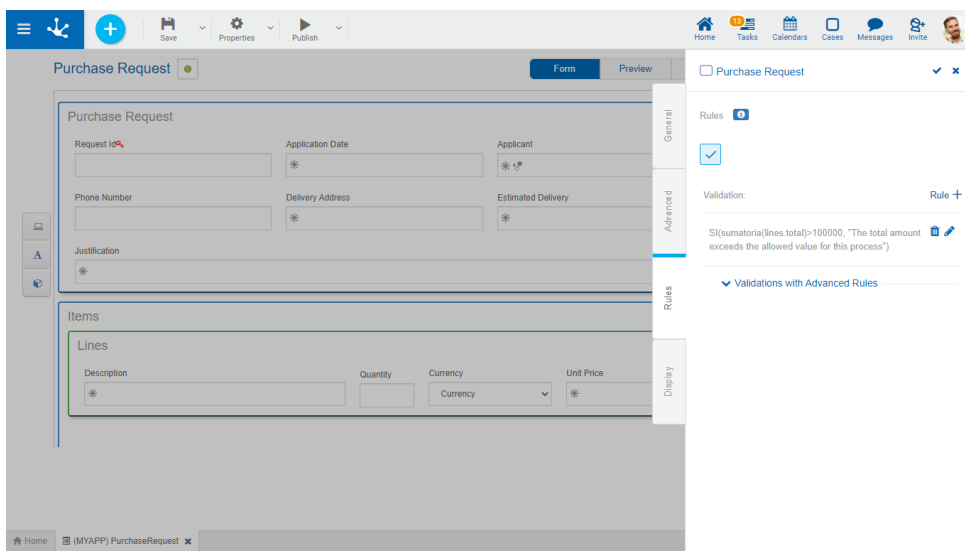 Save
Properties
Publish
Home
13
Tasks
Calendars
Cases
Messages
Invite
Purchase Request
Form
Preview
Purchase Request
Request Id
Application Date
Applicant
Phone Number
Delivery Address
Estimated Delivery
Justification
A
Items
Lines
Description
Quantity
Currency
Unit Price
Currency
General
Advanced
Rules
Display
Purchase Request
Rules
Validation:
Rule
SI(sumatoria(lines.total)>100000, "The total amount
exceeds the allowed value for this process")
Validations with Advanced Rules
Home
(MYAPP) PurchaseRequest